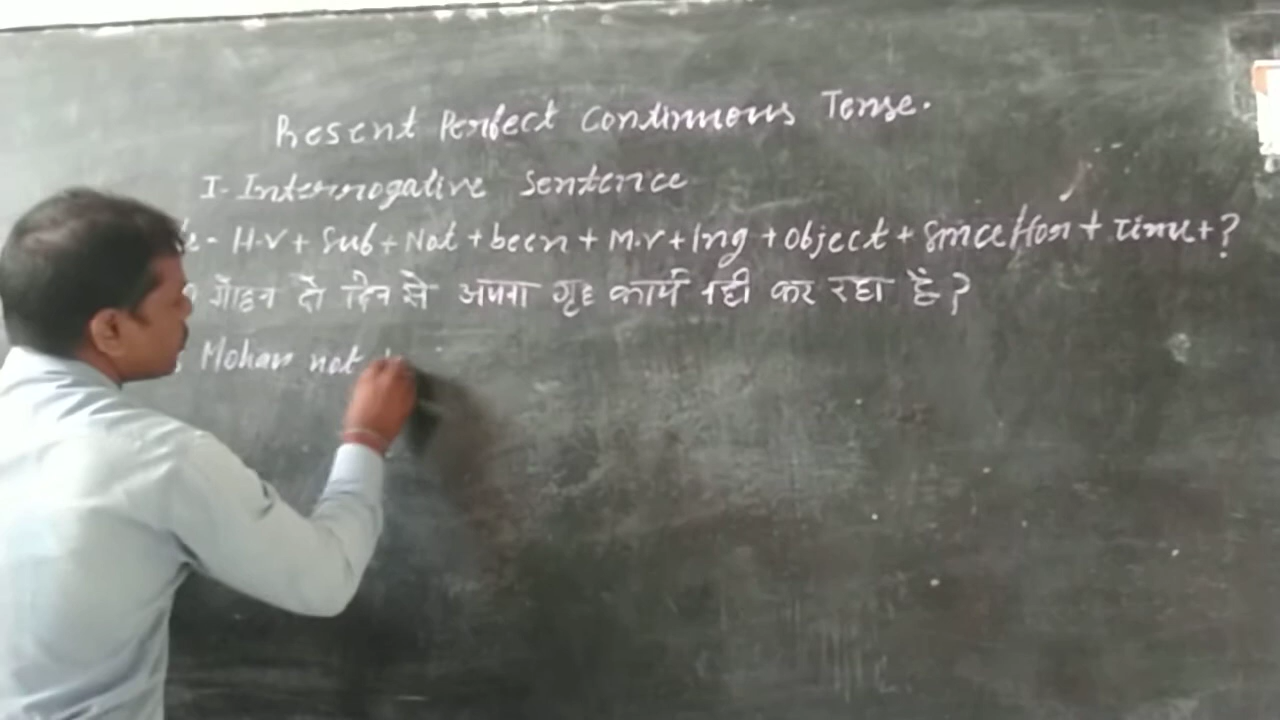 Present Perfect Continuous Tense.
I- Interrogative Sentence
- H.V + Sub + Not + been + M.V + Ing + object + Since/for + time + ?
मोहन दो दिन से अपना गृह कार्य नही कर रहा हैं?
Mohan not